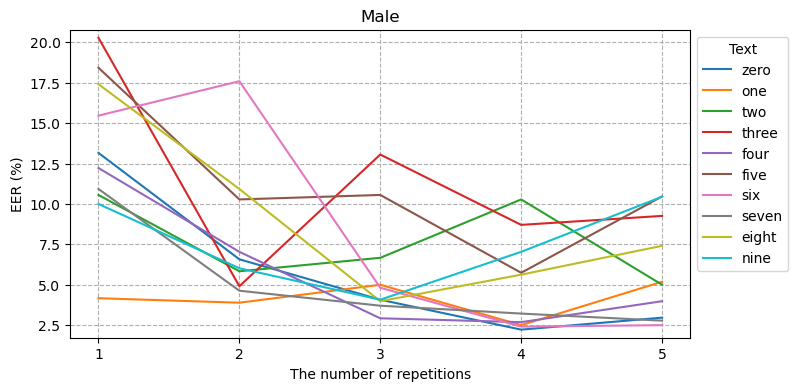 Male
EER (%)
20.0
17.5
15.0
12.5
10.0
7.5
5.0
2.5
1 2 3 4 5
The number of repetitions
Text
zero
one
two
three
four
five
six
seven
eight
nine